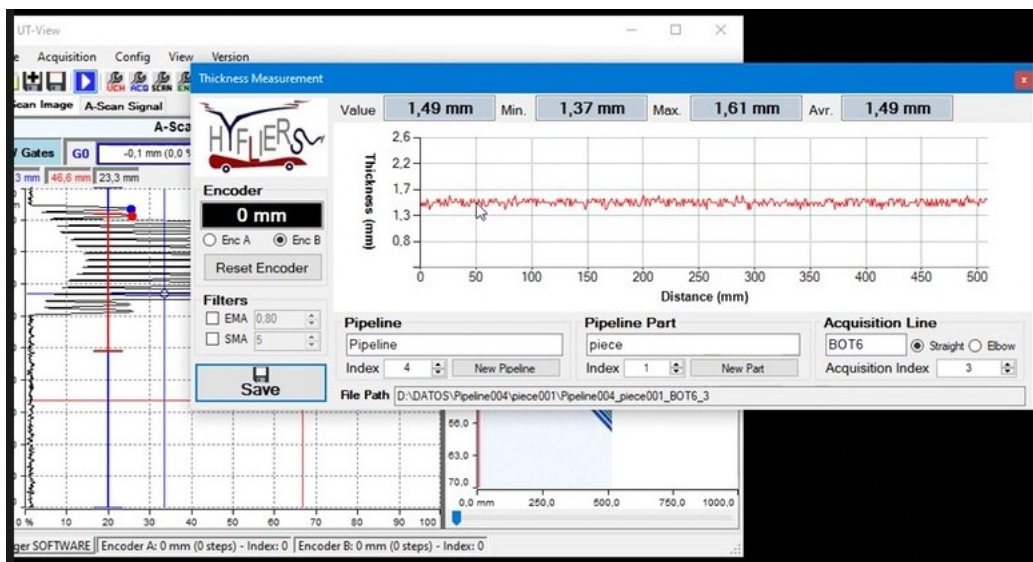 UT-View
Acquisition Config View Version
UCH ACQ SCAN
Scan Image A-Scan Signal
Gates G0 -0,1 mm (0,0
46,6 mm 23,3 mm
56,0
63,0
70,0
0,0 mm 250,0 500,0 750,0 1000,0
0 % 10 20 30 40 50 60 70 80 90 100
SOFTWARE Encoder A: 0 mm (0 steps) - Index: 0 Encoder B: 0 mm (0 steps) - Index: 0
Thickness Measurement
HYFLIERS
Value 1,49 mm Min. 1,37 mm Max. 1,61 mm Avr. 1,49 mm
Thickness (mm)
2,6
2,2
1,7
1,3
0,8
0 50 100 150 200 250 300 350 400 450 500
Distance (mm)
Encoder
0 mm
Enc A Enc B
Reset Encoder
Filters
EMA 0,80
SMA 5
Save
Pipeline
Pipeline
Index 4 New Pipeline
Pipeline Part
piece
Index 1 New Part
Acquisition Line
BOT6 Straight Elbow
Acquisition Index 3
File Path D:\DATOS\Pipeline004\piece001\Pipeline004_piece001_BOT6_3